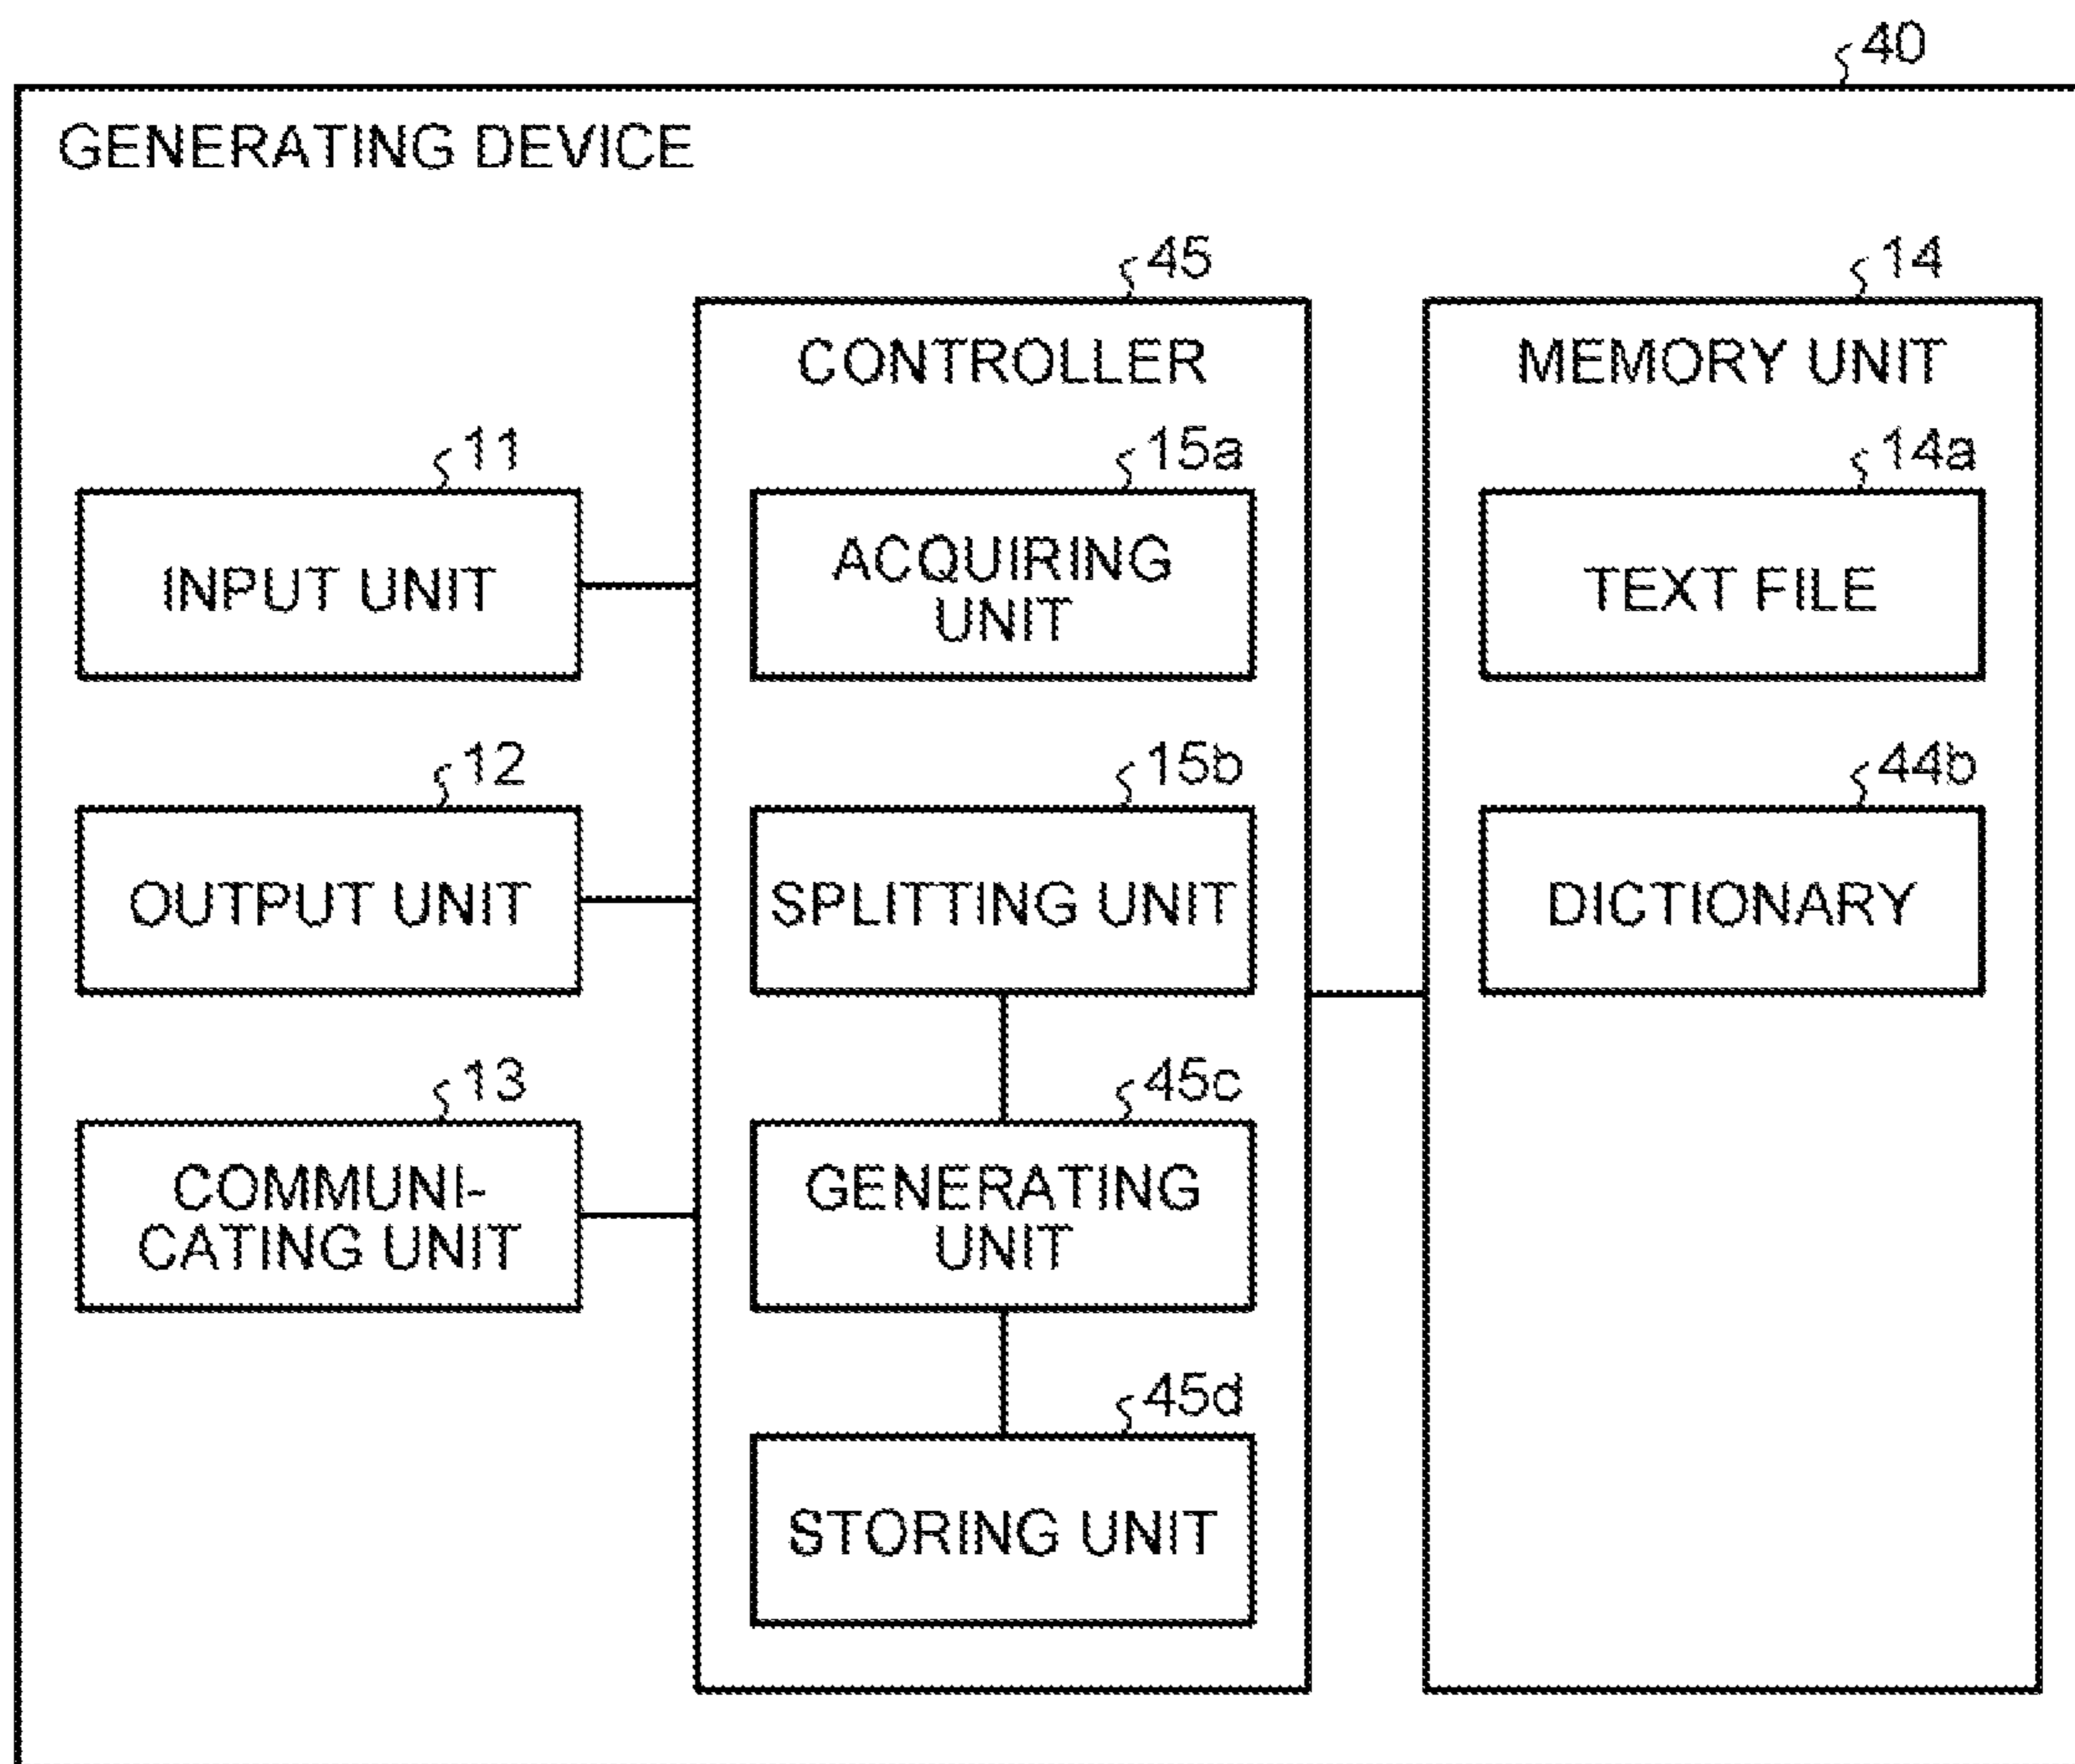 40
GENERATING DEVICE
45
CONTROLLER
14
MEMORY UNIT
11
INPUT UNIT
15a
ACQUIRING
UNIT
14a
TEXT FILE
12
OUTPUT UNIT
15b
SPLITTING UNIT
44b
DICTIONARY
13
COMMUNI-
CATING UNIT
45c
GENERATING
UNIT
45d
STORING UNIT